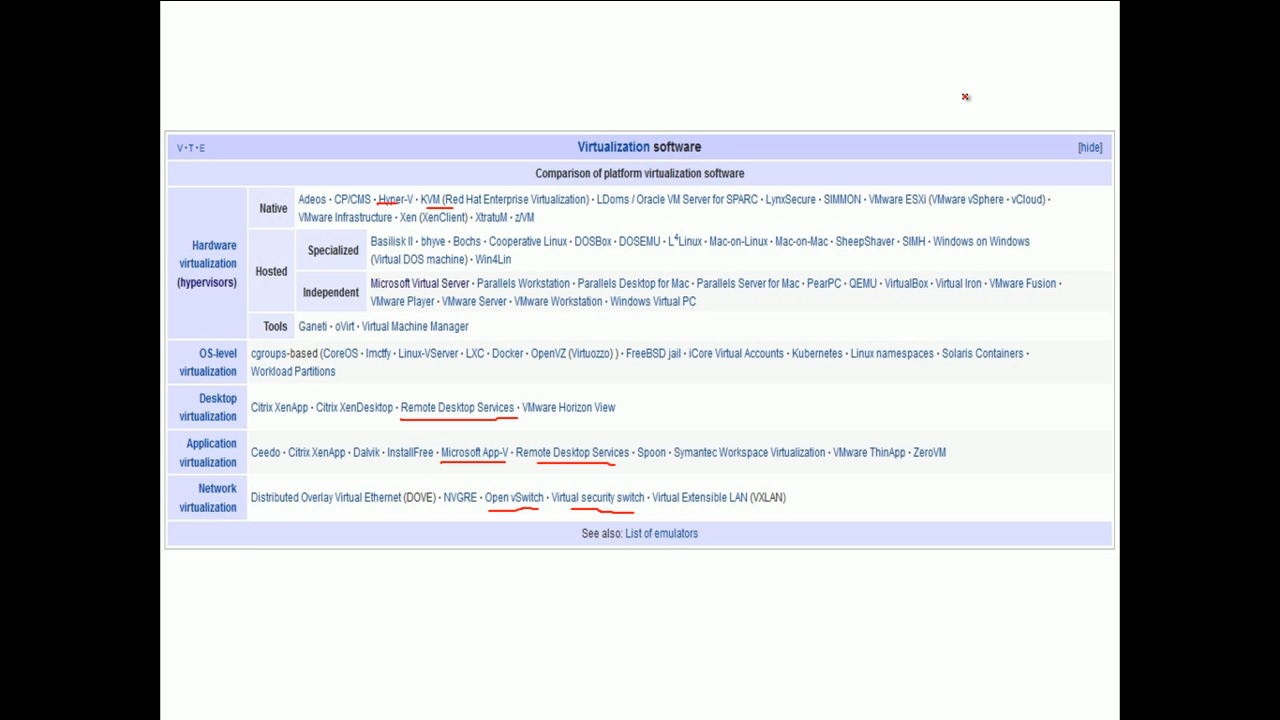 V · T · E
Virtualization software
[hide]
Comparison of platform virtualization software
Hardware virtualization (hypervisors)
Native
Adeos · CP/CMS · Hyper-V · KVM (Red Hat Enterprise Virtualization) · LDoms / Oracle VM Server for SPARC · LynxSecure · SIMMON · VMware ESXi (VMware vSphere · vCloud) ·
VMware Infrastructure · Xen (XenClient) · XtratuM · z/VM
Hosted
Specialized
Basilisk II · bhyve · Bochs · Cooperative Linux · DOSBox · DOSEMU · L4Linux · Mac-on-Linux · Mac-on-Mac · SheepShaver · SIMH · Windows on Windows
(Virtual DOS machine) · Win4Lin
Independent
Microsoft Virtual Server · Parallels Workstation · Parallels Desktop for Mac · Parallels Server for Mac · PearPC · QEMU · VirtualBox · Virtual Iron · VMware Fusion ·
VMware Player · VMware Server · VMware Workstation · Windows Virtual PC
Tools
Ganeti · oVirt · Virtual Machine Manager
OS-level
virtualization
cgroups-based (CoreOS · lmctfy · Linux-VServer · LXC · Docker · OpenVZ (Virtuozzo) ) · FreeBSD jail · iCore Virtual Accounts · Kubernetes · Linux namespaces · Solaris Containers ·
Workload Partitions
Desktop
virtualization
Citrix XenApp · Citrix XenDesktop · Remote Desktop Services · VMware Horizon View
Application
virtualization
Ceedo · Citrix XenApp · Dalvik · InstallFree · Microsoft App-V · Remote Desktop Services · Spoon · Symantec Workspace Virtualization · VMware ThinApp · ZeroVM
Network
virtualization
Distributed Overlay Virtual Ethernet (DOVE) · NVGRE · Open vSwitch · Virtual security switch · Virtual Extensible LAN (VXLAN)
See also: List of emulators